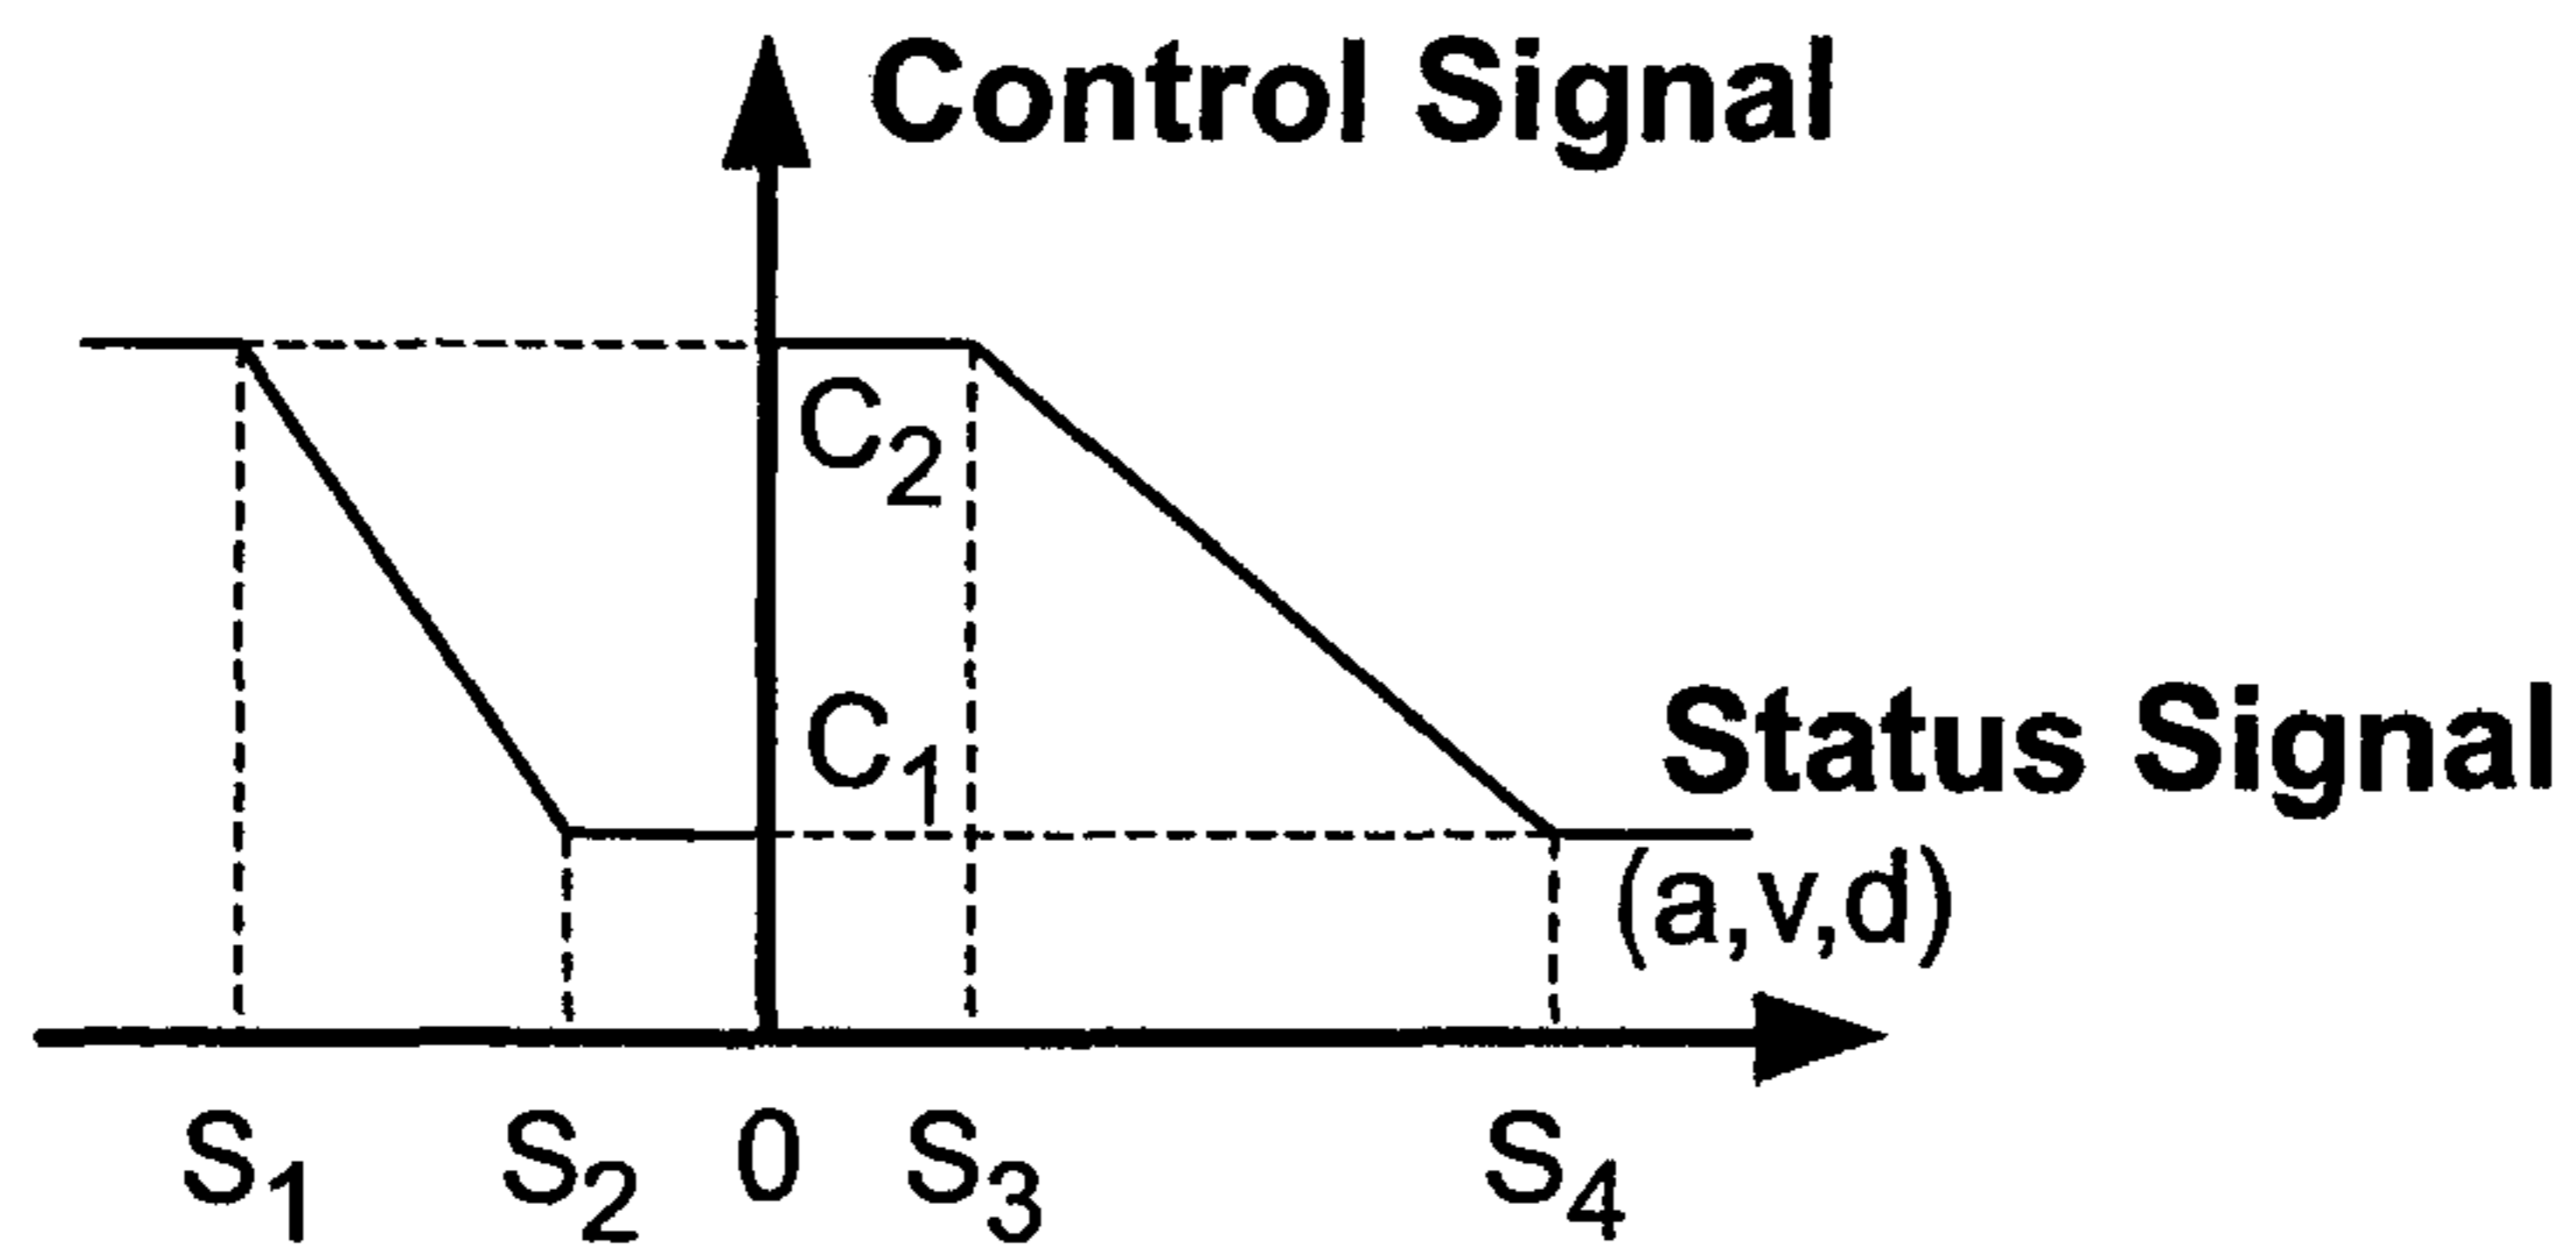 Control Signal
C2
C1
Status Signal
(a,v,d)
S1 S2 0 S3 S4